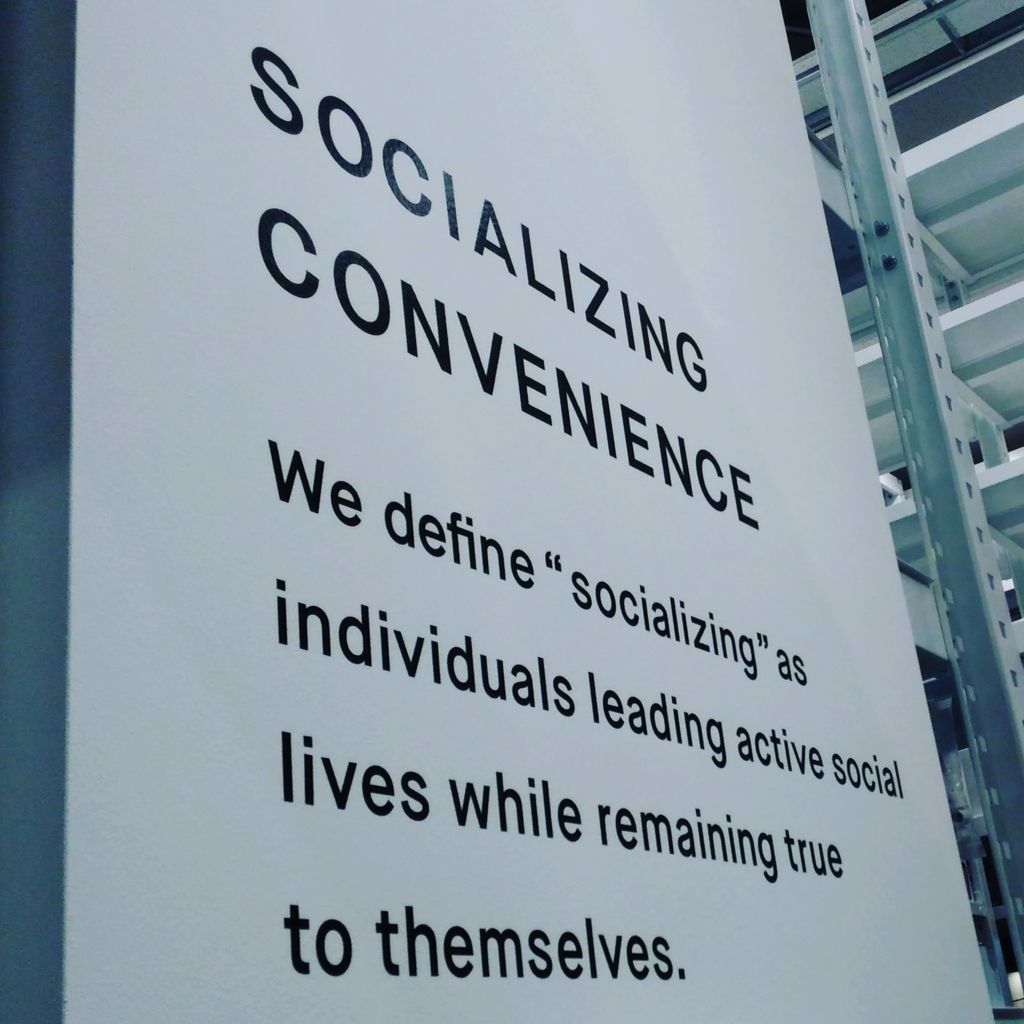 SOCIALIZING
CONVENIENCE
We define “socializing” as
individuals leading active social
lives while remaining true
to themselves.